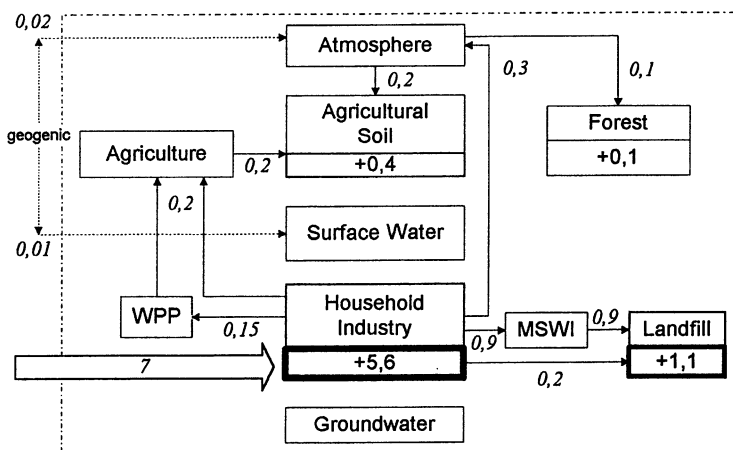 0,02
Atmosphere
0,3
0,1
0,2
Agricultural
Soil
+0,4
Forest
+0,1
geogenic
Agriculture
0,2
0,2
0,01
Surface Water
WPP
0,15
Household
Industry
+5,6
0,9
MSWI
0,9
Landfill
+1,1
0,2
7
Groundwater